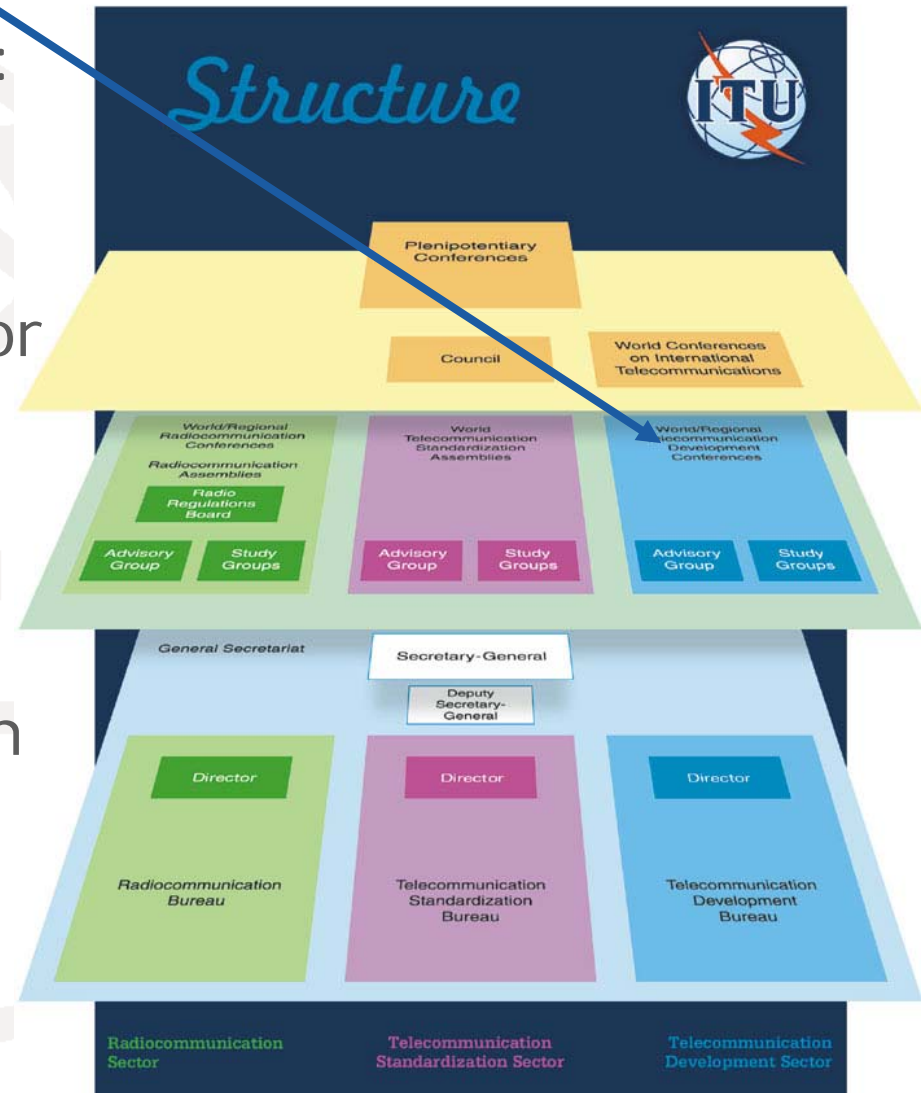 :
or
n
Structure
ITU
Plenipotentiary
Conferences
Council
World Conferences
on International
Telecommunications
World/Regional
Radiocommunication
Conferences
Radiocommunication
Assemblies
Radio
Regulations
Board
Advisory
Group
Study
Groups
World
Telecommunication
Standardization
Assemblies
Advisory
Group
Study
Groups
World/Regional
Telecommunication
Development
Conferences
Advisory
Group
Study
Groups
General Secretariat
Secretary-General
Deputy
Secretary-
General
Director
Radiocommunication
Bureau
Director
Telecommunication
Standardization
Bureau
Director
Telecommunication
Development
Bureau
Radiocommunication
Sector
Telecommunication
Standardization Sector
Telecommunication
Development Sector